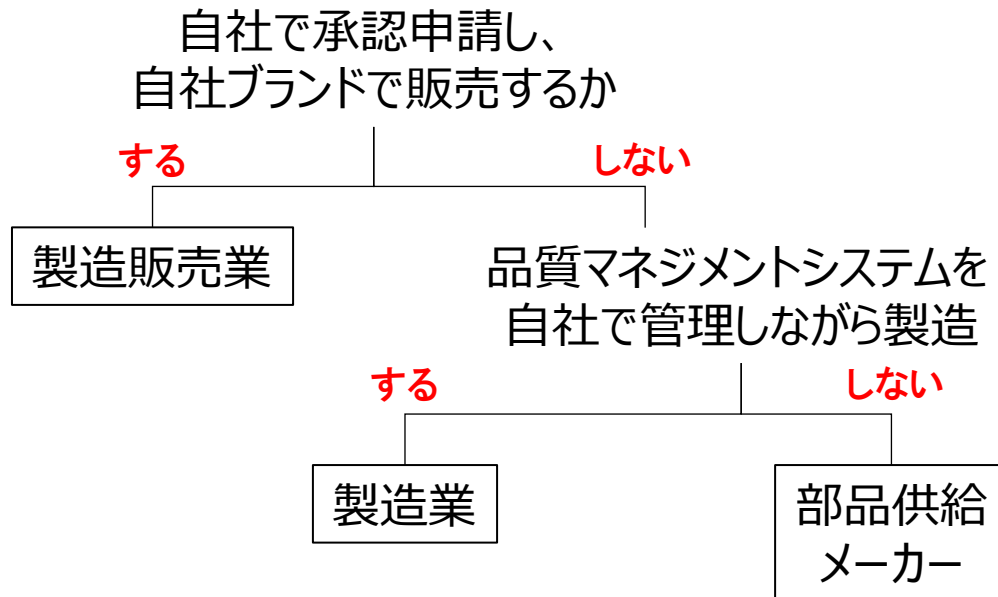 自社で承認申請し、
自社ブランドで販売するか
する
しない
製造販売業
品質マネジメントシステムを
自社で管理しながら製造
する
しない
製造業
部品供給
メーカー